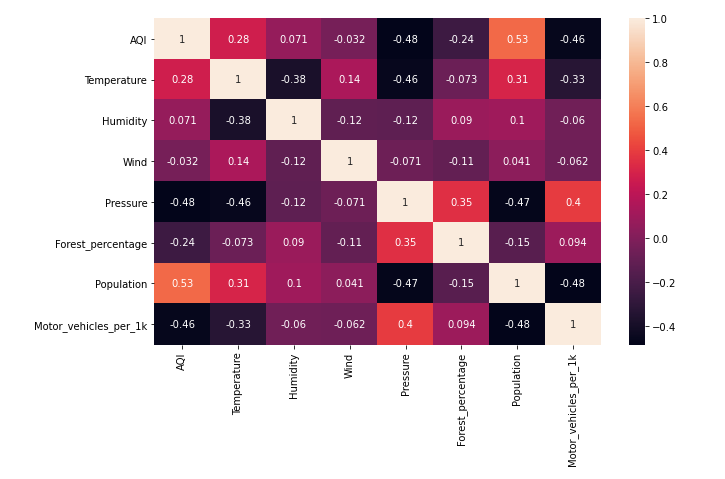 AQI 1 0.28 0.071 -0.032 -0.48 -0.24 0.53 -0.46
Temperature 0.28 1 -0.38 0.14 -0.46 -0.073 0.31 -0.33
Humidity 0.071 -0.38 1 -0.12 -0.12 0.09 0.1 -0.06
Wind -0.032 0.14 -0.12 1 -0.071 -0.11 0.041 -0.062
Pressure -0.48 -0.46 -0.12 -0.071 1 0.35 -0.47 0.4
Forest_percentage -0.24 -0.073 0.09 -0.11 0.35 1 -0.15 0.094
Population 0.53 0.31 0.1 0.041 -0.47 -0.15 1 -0.48
Motor_vehicles_per_1k -0.46 -0.33 -0.06 -0.062 0.4 0.094 -0.48 1
AQI
Temperature
Humidity
Wind
Pressure
Forest_percentage
Population
Motor_vehicles_per_1k
1.0
0.8
0.6
0.4
0.2
0.0
−0.2
−0.4